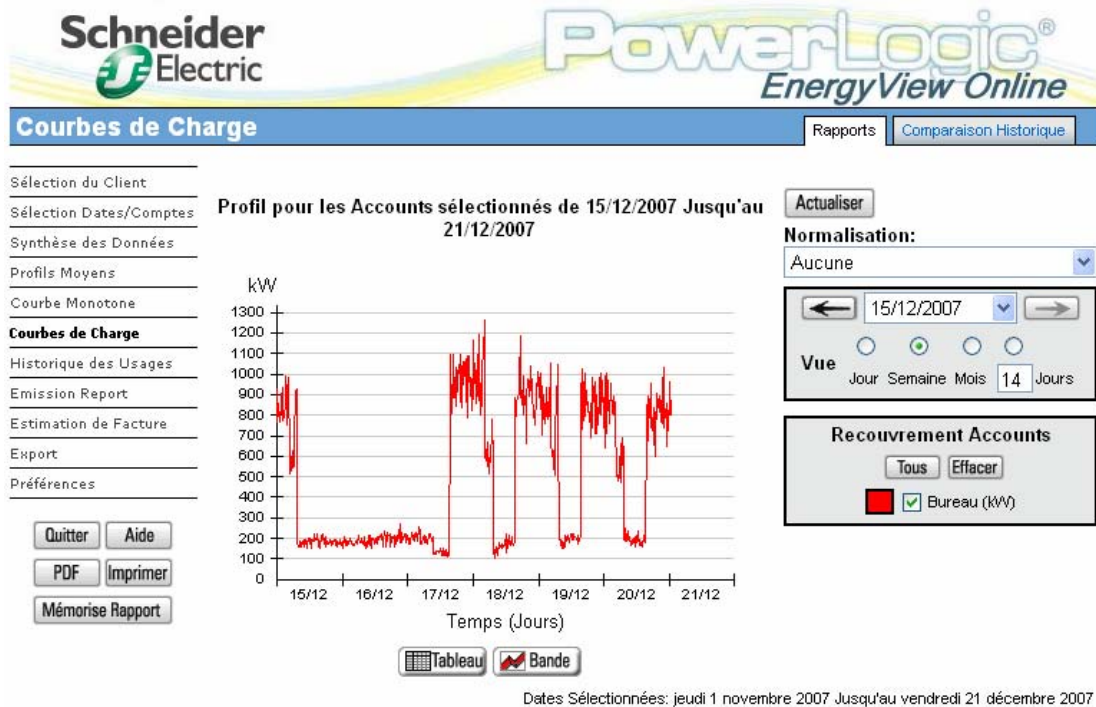 Schneider
Electric
PowerLogic®
EnergyView Online
Courbes de Charge
Rapports
Comparaison Historique
Sélection du Client
Sélection Dates/Comptes
Synthèse des Données
Profils Moyens
Courbe Monotone
Courbes de Charge
Historique des Usages
Emission Report
Estimation de Facture
Export
Préférences
Quitter
Aide
PDF
Imprimer
Mémorise Rapport
Profil pour les Accounts sélectionnés de 15/12/2007 Jusqu'au
21/12/2007
kW
1300
1200
1100
1000
900
800
700
600
500
400
300
200
100
0
15/12 16/12 17/12 18/12 19/12 20/12 21/12
Temps (Jours)
Tableau
Bande
Actualiser
Normalisation:
Aucune
15/12/2007
Vue
Jour Semaine Mois 14 Jours
Recouvrement Accounts
Tous
Effacer
Bureau (kW)
Dates Sélectionnées: jeudi 1 novembre 2007 Jusqu'au vendredi 21 décembre 2007